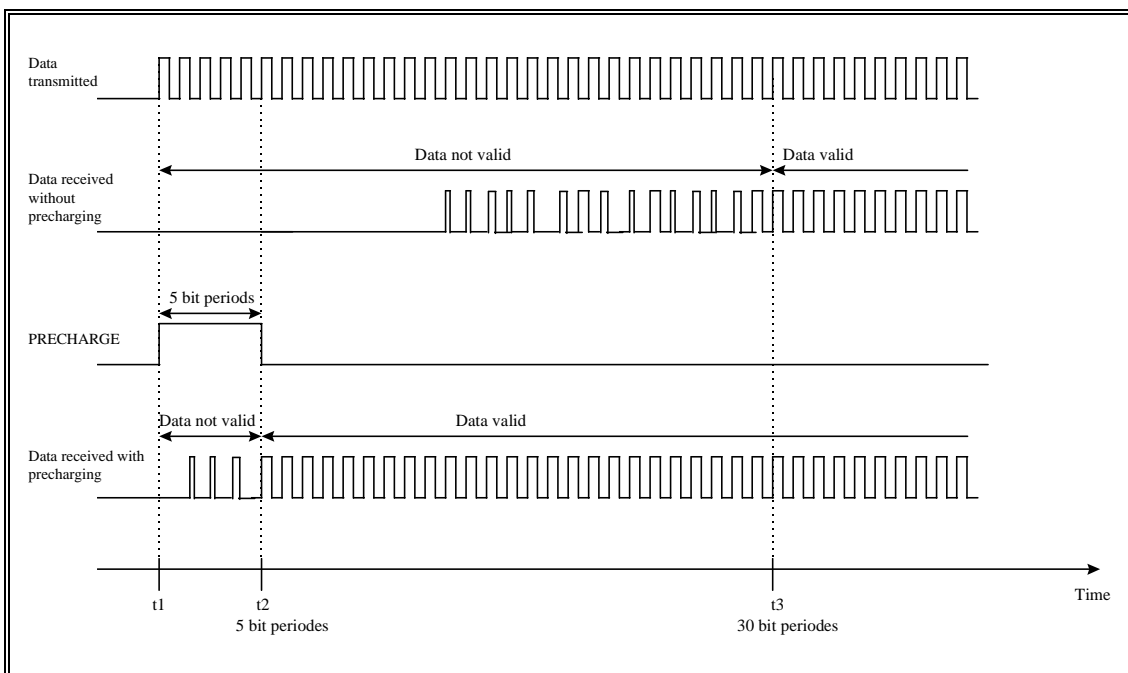 Data
transmitted
Data not valid
Data valid
Data received
without
precharging
5 bit periods
PRECHARGE
Data not valid
Data valid
Data received with
precharging
Time
t1
t2
t3
5 bit periodes
30 bit periodes